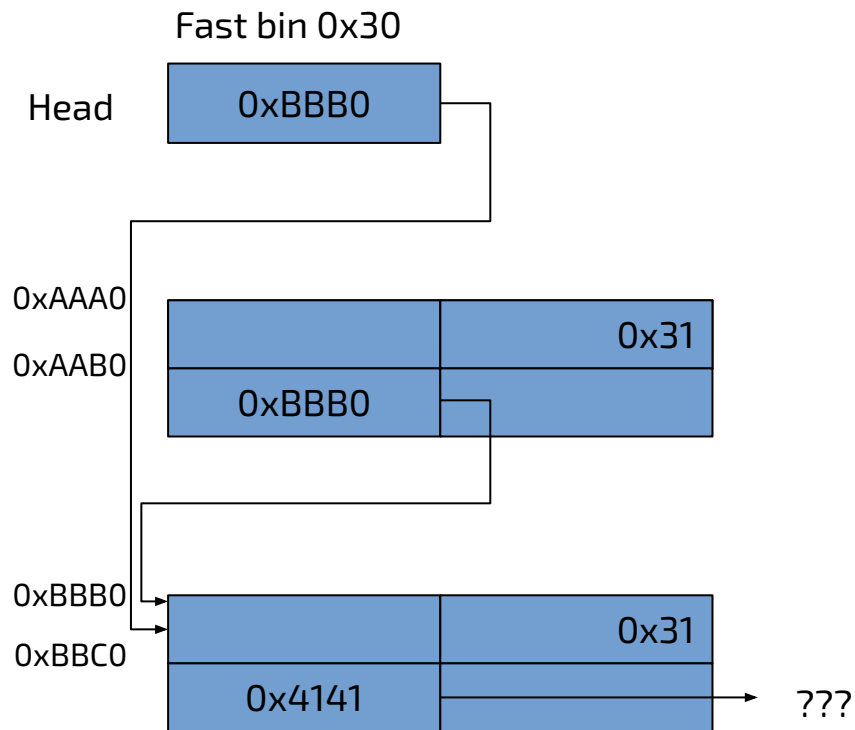 Fast bin 0x30
Head
0xBBB0
0xAAA0
0x31
0xAAB0
0xBBB0
0xBBB0
0x31
0xBBC0
0x4141
???